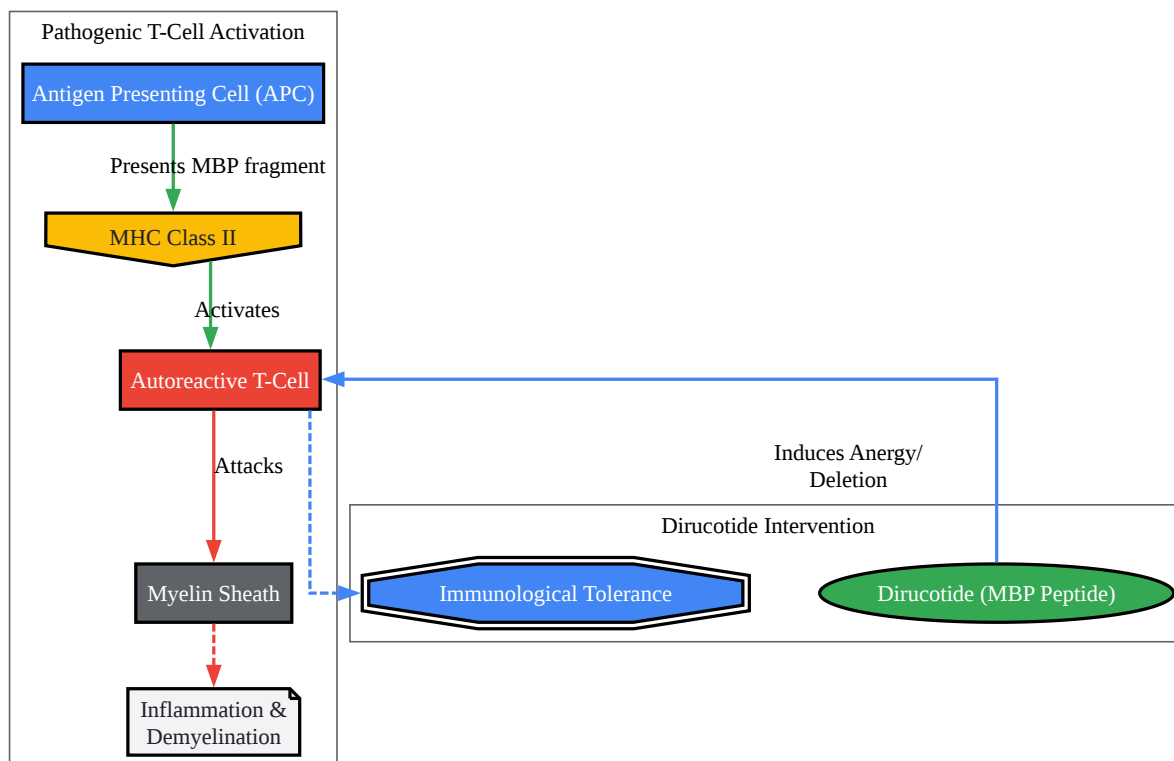 Pathogenic T-Cell Activation
Antigen Presenting Cell (APC)
Presents MBP fragment
MHC Class II
Activates
Autoreactive T-Cell
Attacks
Induces Anergy/
Deletion
Dirucotide Intervention
Myelin Sheath
Immunological Tolerance
Dirucotide (MBP Peptide)
Inflammation &
Demyelination